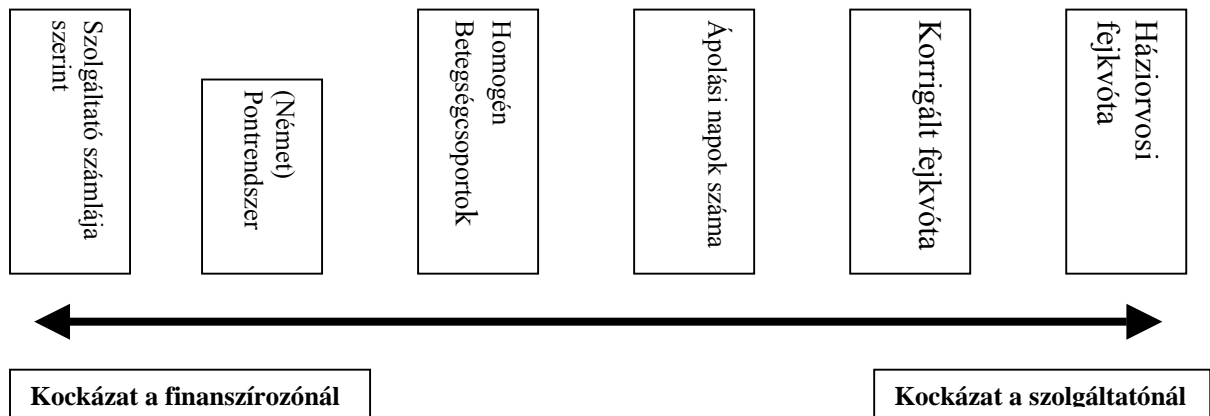 Szolgáltató számlája
szerint
(Német)
Pontrendszer
Homogén
Betegségcsoportok
Ápolási napok száma
Korrigált fejkvóta
Háziorvosi
fejkvóta
Kockázat a finanszírozónál
Kockázat a szolgáltatónál